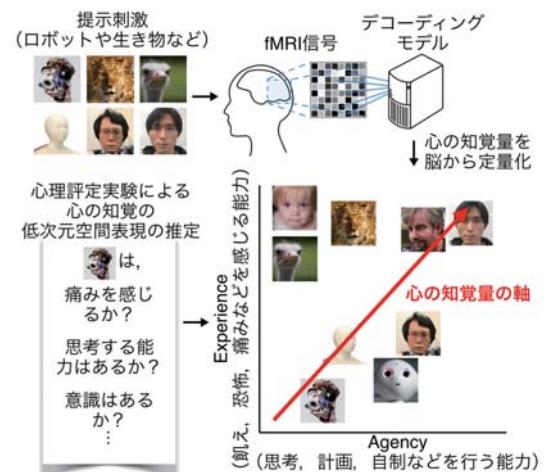 提示刺激
（ロボットや生き物など）
fMRI信号
デコーディング
モデル
心の知覚量を
脳から定量化
心理評定実験による
心の知覚の
低次元空間表現の推定
は，
痛みを感じ
るか？
思考する能
力はあるか？
意識はある
か？
…
Experience
（飢え，恐怖，痛みなどを感じる能力）
心の知覚量の軸
Agency
（思考，計画，自制などを行う能力）